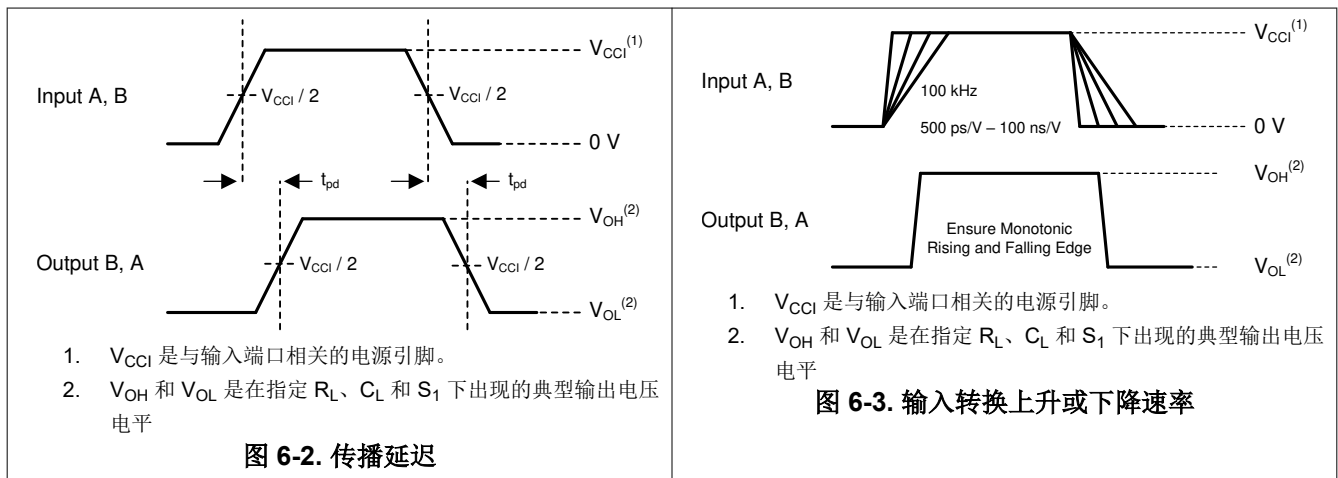 V_CCI^(1)
Input A, B
V_CCI / 2
V_CCI / 2
0 V
t_pd
t_pd
V_OH^(2)
Output B, A
V_CCI / 2
V_CCI / 2
V_OL^(2)
1. V_CCI 是与输入端口相关的电源引脚。
2. V_OH 和 V_OL 是在指定 R_L、C_L 和 S_1 下出现的典型输出电压
电平
图 6-2. 传播延迟
V_CCI^(1)
Input A, B
100 kHz
500 ps/V – 100 ns/V
0 V
V_OH^(2)
Output B, A
Ensure Monotonic
Rising and Falling Edge
V_OL^(2)
1. V_CCI 是与输入端口相关的电源引脚。
2. V_OH 和 V_OL 是在指定 R_L、C_L 和 S_1 下出现的典型输出电压
电平
图 6-3. 输入转换上升或下降速率